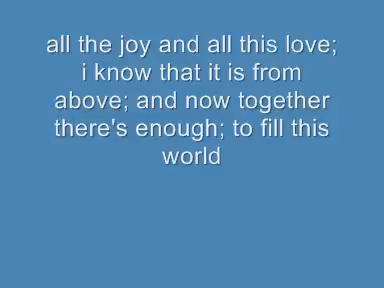 all the joy and all this love;
i know that it is from
above; and now together
there's enough; to fill this
world